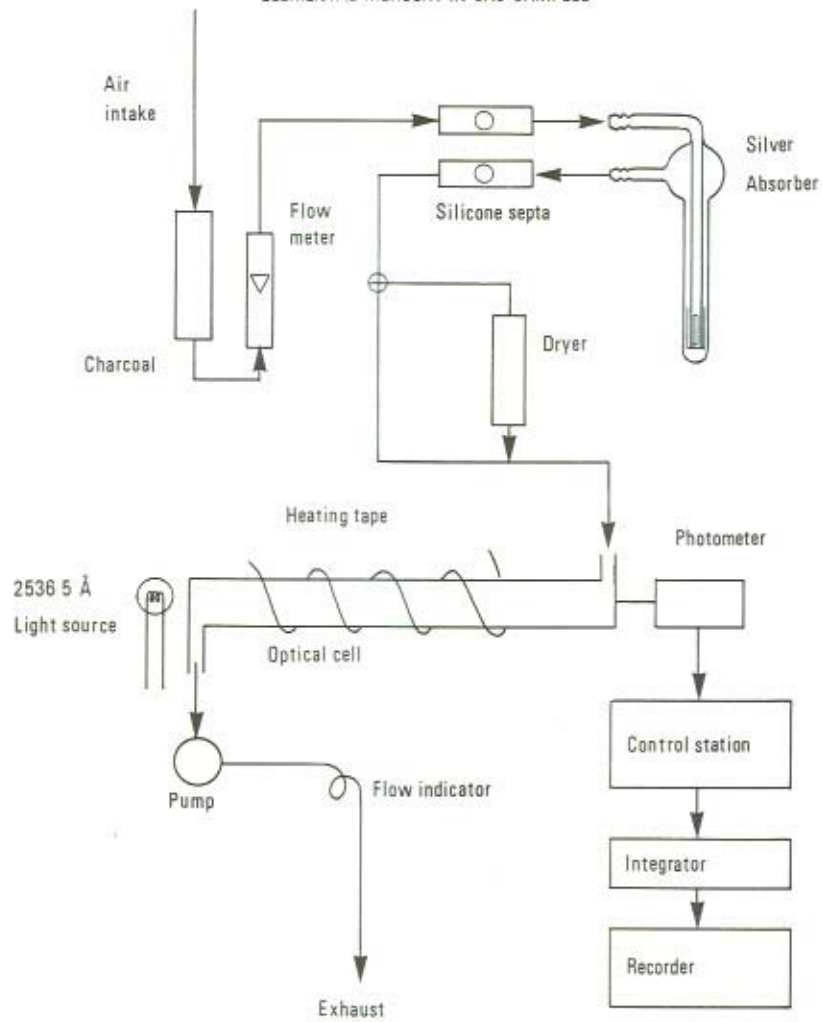 Air
intake
Silver
Absorber
Flow
meter
Silicone septa
Charcoal
Dryer
Heating tape
Photometer
2536 5 Å
Light source
Optical cell
Control station
Pump
Flow indicator
Integrator
Recorder
Exhaust